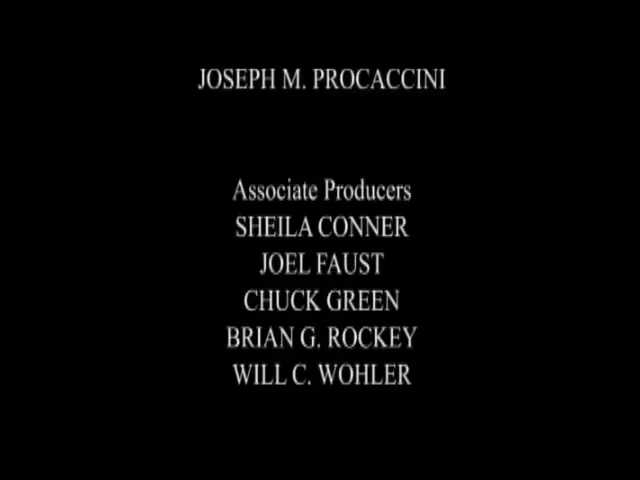 JOSEPH M. PROCACCINI
Associate Producers
SHEILA CONNER
JOEL FAUST
CHUCK GREEN
BRIAN G. ROCKEY
WILL C. WOHLER